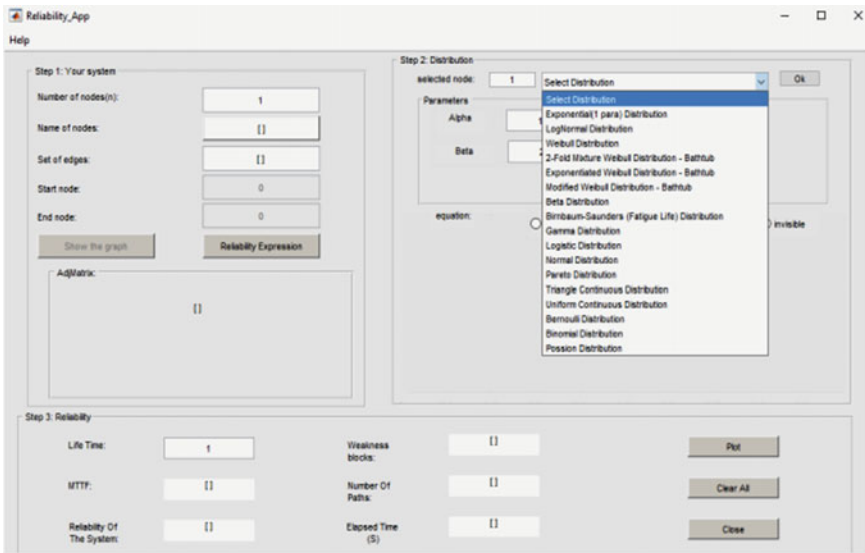 Reliability_App
Help
Step 1: Your system
Number of nodes(n):
1
Name of nodes:
[]
Set of edges:
[]
Start node:
0
End node:
0
Show the graph
Reliability Expression
AdjMatrix:
[]
Step 2: Distribution
selected node:
1
Select Distribution
Ok
Parameters
Alpha
1
Beta
2
equation:
invisible
Select Distribution
Exponential(1 para) Distribution
LogNormal Distribution
Weibull Distribution
2-Fold Mixture Weibull Distribution - Bathtub
Exponentiated Weibull Distribution - Bathtub
Modified Weibull Distribution - Bathtub
Beta Distribution
Birnbaum-Saunders (Fatigue Life) Distribution
Gamma Distribution
Logistic Distribution
Normal Distribution
Pareto Distribution
Triangle Continuous Distribution
Uniform Continuous Distribution
Bernoulli Distribution
Binomial Distribution
Possion Distribution
Step 3: Reliability
Life Time:
1
Weakness
blocks:
[]
Plot
MTTF:
[]
Number Of
Paths:
[]
Clear All
Reliability Of
The System:
[]
Elapsed Time
(S)
[]
Close